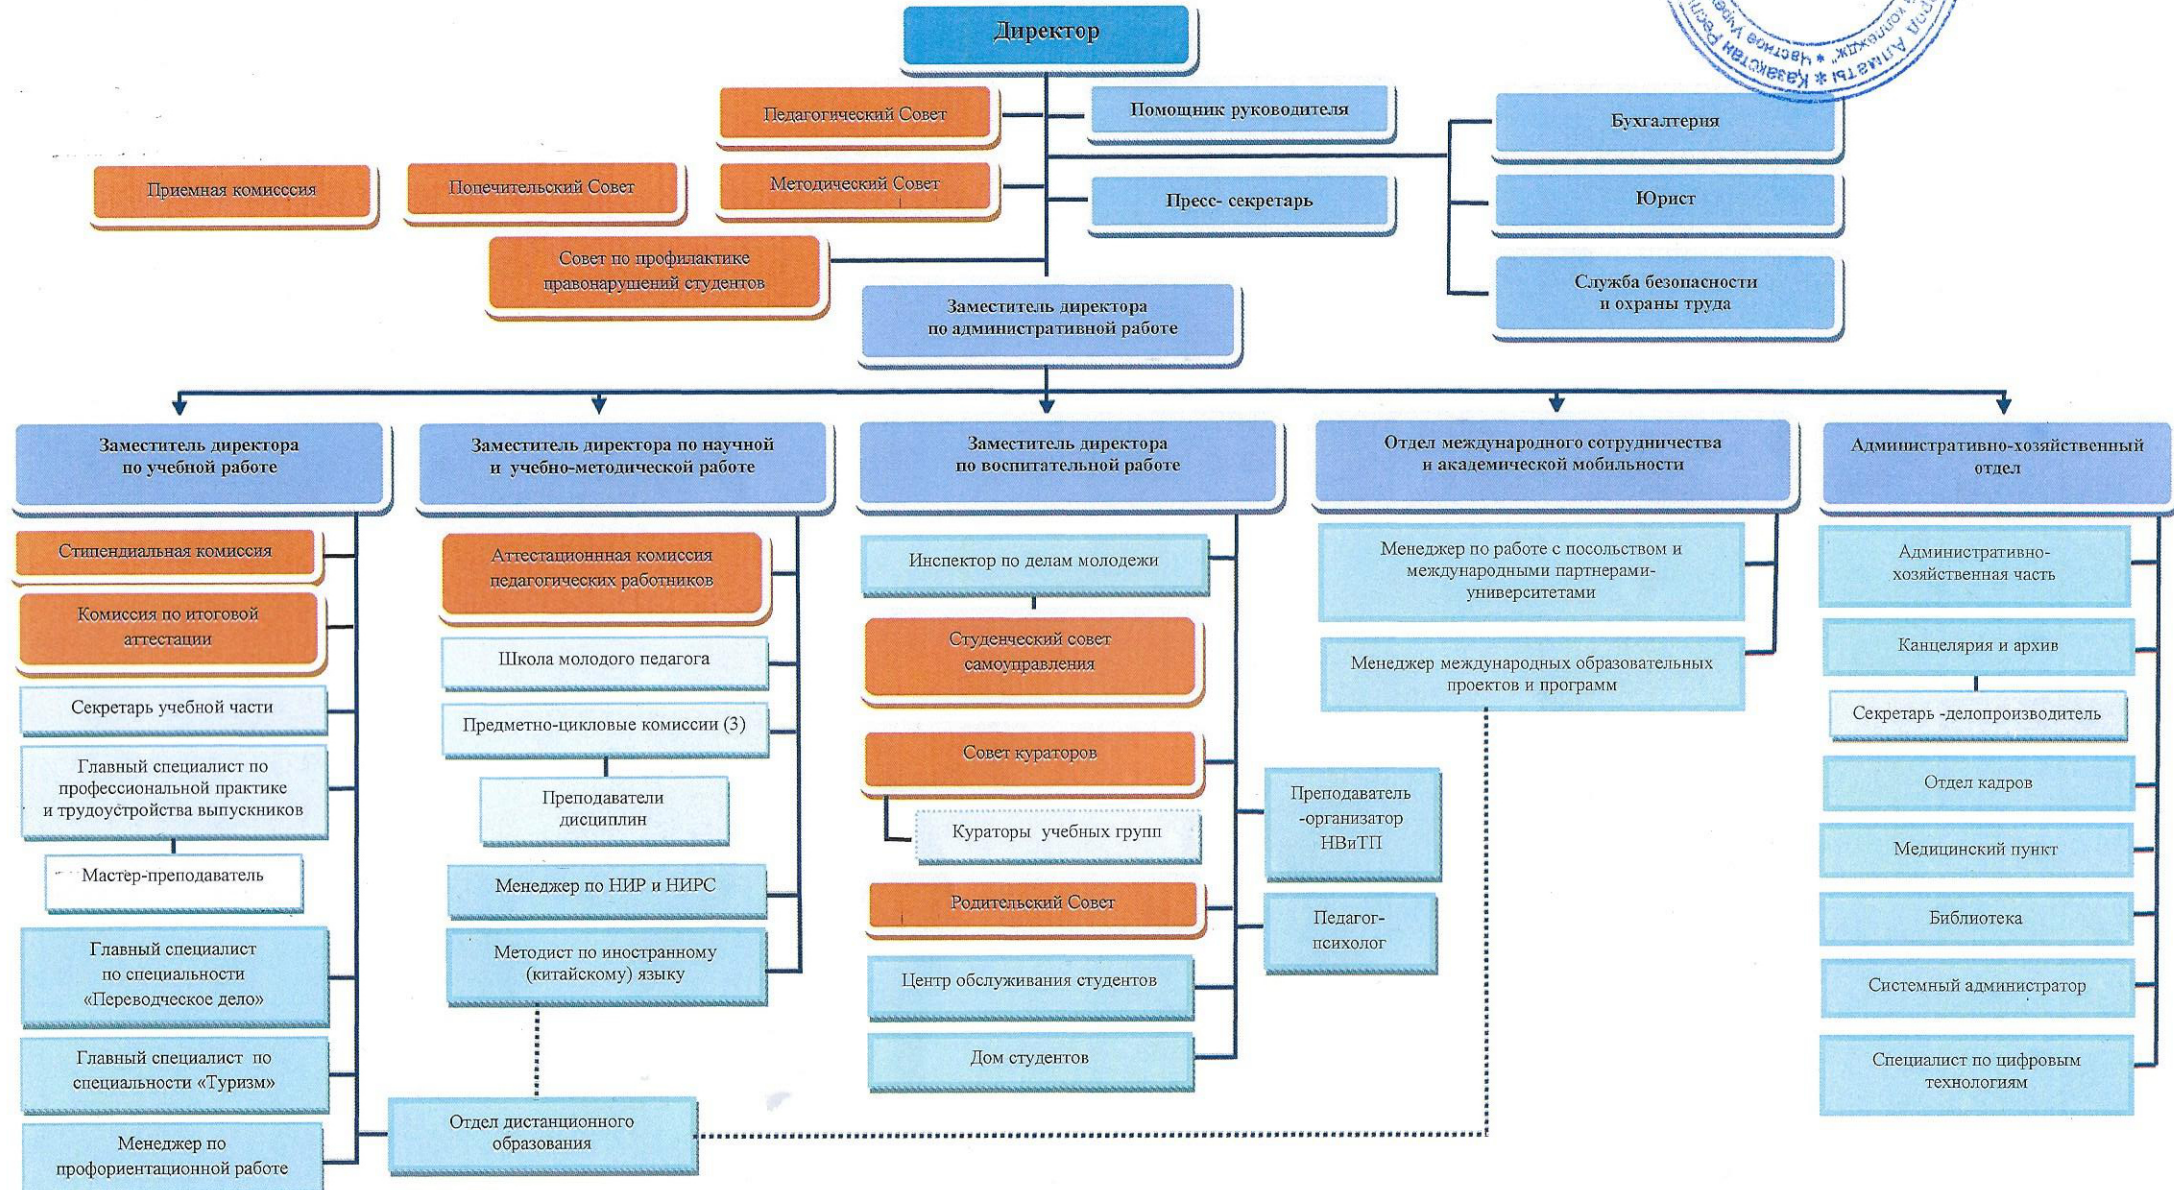 Директор
Қазақстан
Алматы
колледж"
Частное
Педагогический Совет
Помощник руководителя
Бухгалтерия
Приемная комисссия
Попечительский Совет
Методический Совет
Пресс- секретарь
Юрист
Совет по профилактике
правонарушений студентов
Служба безопасности
и охраны труда
Заместитель директора
по административной работе
Заместитель директора
по учебной работе
Заместитель директора по научной
и учебно-методической работе
Заместитель директора
по воспитательной работе
Отдел международного сотрудничества
и академической мобильности
Административно-хозяйственный
отдел
Стипендиальная комиссия
Комиссия по итоговой
аттестации
Секретарь учебной части
Главный специалист по
профессиональной практике
и трудоустройства выпускников
Мастер-преподаватель
Главный специалист
по специальности
«Переводческое дело»
Главный специалист по
специальности «Туризм»
Менеджер по
профориентационной работе
Аттестационнная комиссия
педагогических работников
Школа молодого педагога
Предметно-цикловые комиссии (3)
Преподаватели
дисциплин
Менеджер по НИР и НИРС
Методист по иностранному
(китайскому) языку
Отдел дистанционного
образования
Инспектор по делам молодежи
Студенческий совет
самоуправления
Совет кураторов
Кураторы учебных групп
Родительский Совет
Центр обслуживания студентов
Дом студентов
Преподаватель
-организатор
НВиТП
Педагог-
психолог
Менеджер по работе с посольством и
международными партнерами-
университетами
Менеджер международных образовательных
проектов и программ
Административно-
хозяйственная часть
Канцелярия и архив
Секретарь -делопроизводитель
Отдел кадров
Медицинский пункт
Библиотека
Системный администратор
Специалист по цифровым
технологиям